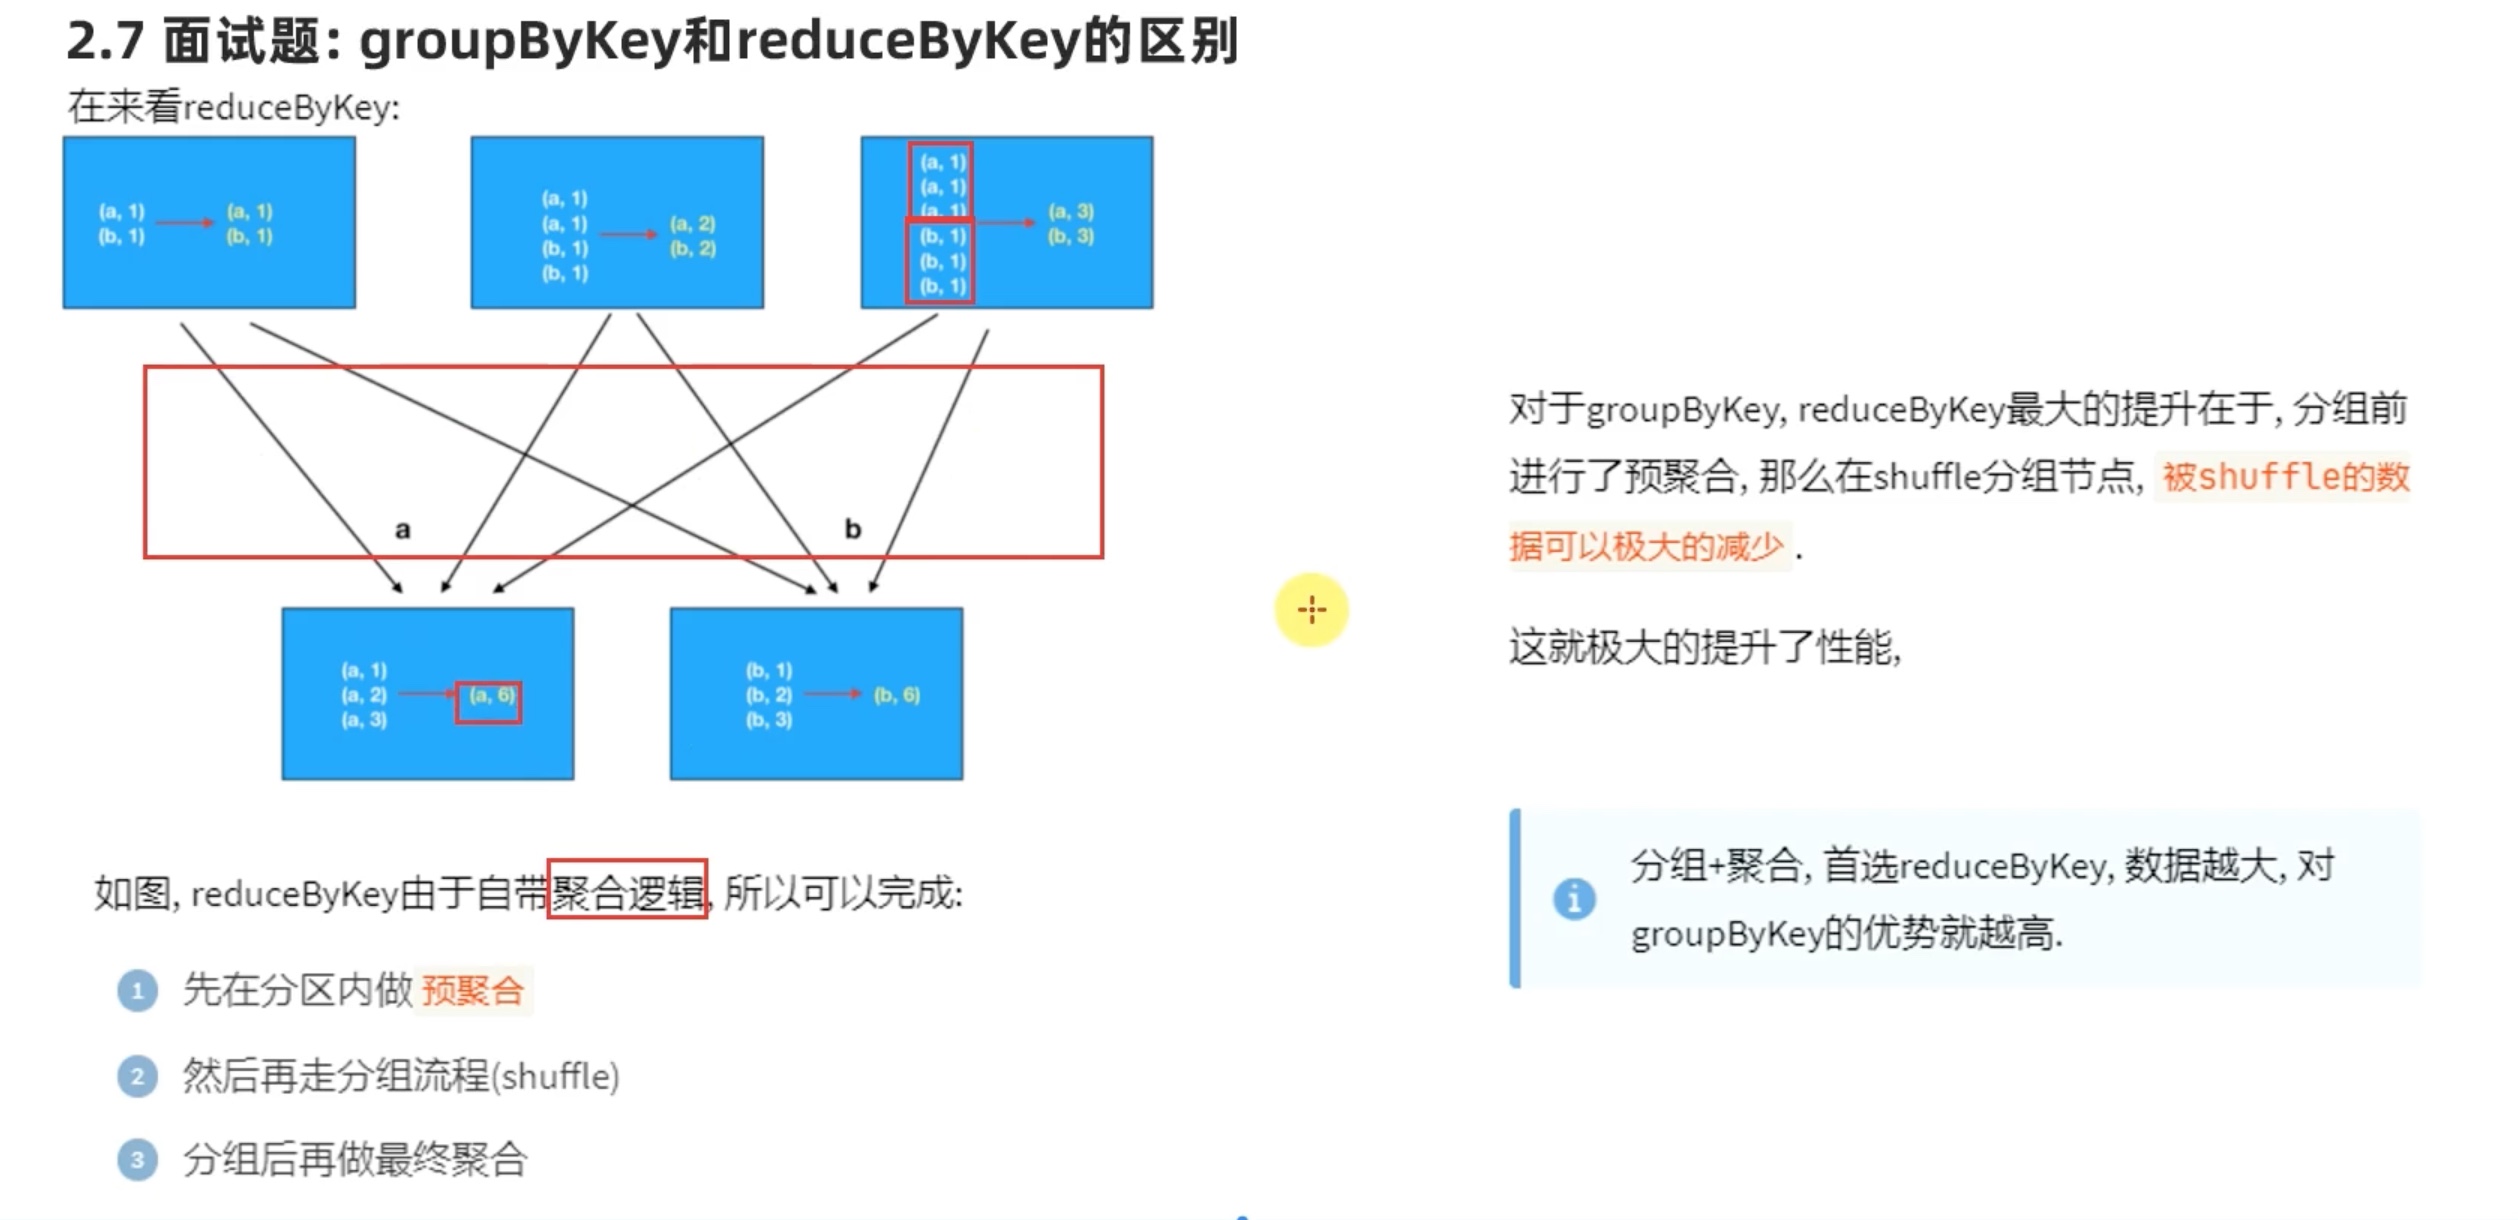 2.7 面试题: groupByKey和reduceByKey的区别
在来看reduceByKey:
(a, 1)
(b, 1)
(a, 1)
(b, 1)
(a, 1)
(a, 1)
(b, 1)
(b, 1)
(a, 2)
(b, 2)
(a, 1)
(a, 1)
(a, 1)
(b, 1)
(b, 1)
(b, 1)
(a, 3)
(b, 3)
a
b
(a, 1)
(a, 2)
(a, 3)
(a, 6)
(b, 1)
(b, 2)
(b, 3)
(b, 6)
如图, reduceByKey由于自带聚合逻辑, 所以可以完成:
1 先在分区内做 预聚合
2 然后再走分组流程(shuffle)
3 分组后再做最终聚合
对于groupByKey, reduceByKey最大的提升在于, 分组前
进行了预聚合, 那么在shuffle分组节点, 被shuffle的数
据可以极大的减少 .
这就极大的提升了性能,
分组+聚合, 首选reduceByKey, 数据越大, 对
groupByKey的优势就越高.